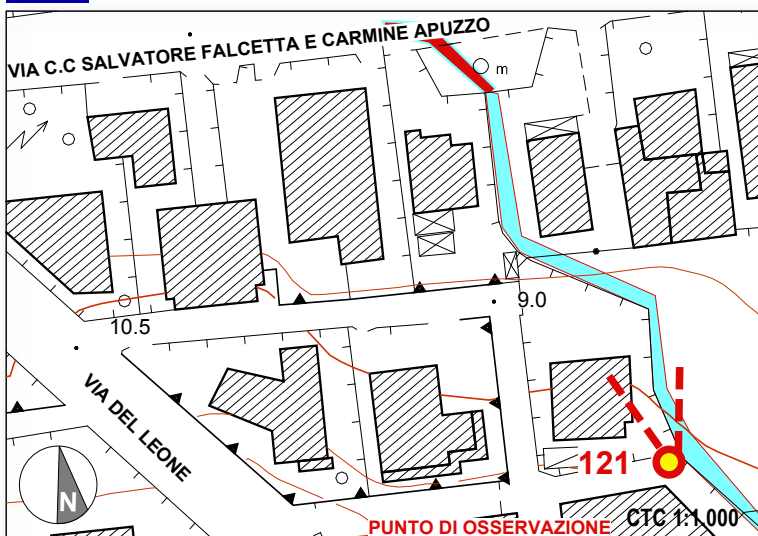 VIA C.C SALVATORE FALCETTA E CARMINE APUZZO
m
9.0
10.5
VIA DEL LEONE
121
N
PUNTO DI OSSERVAZIONE
CTC 1:1.000